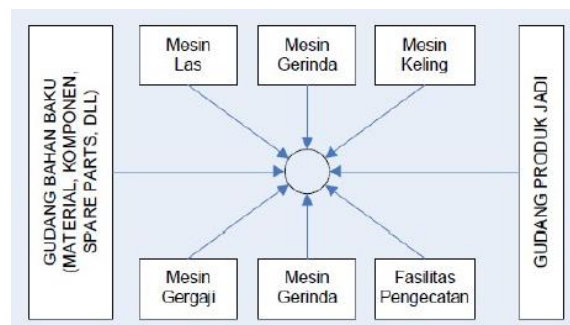 GUDANG BAHAN BAKU
(MATERIAL, KOMPONEN,
SPARE PARTS, DLL)
Mesin
Las
Mesin
Gerinda
Mesin
Keling
Mesin
Gergaji
Mesin
Gerinda
Fasilitas
Pengecatan
GUDANG PRODUK JADI